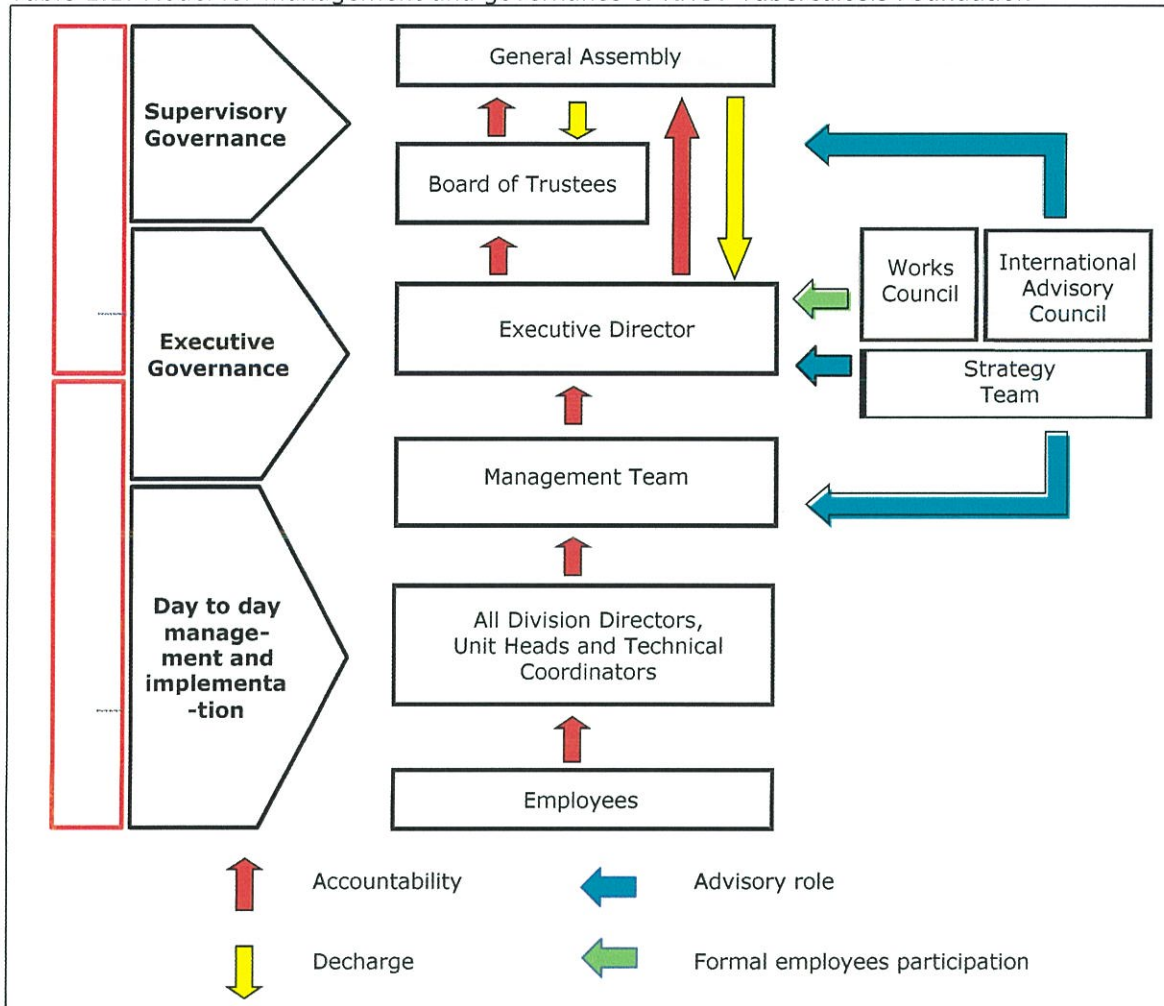 General Assembly
Supervisory
Governance
Board of Trustees
Works
Council
International
Advisory
Council
Executive
Governance
Executive Director
Strategy
Team
Management Team
Day to day
manage-
ment and
implementa
-tion
All Division Directors,
Unit Heads and Technical
Coordinators
Employees
Accountability
Advisory role
Decharge
Formal employees participation